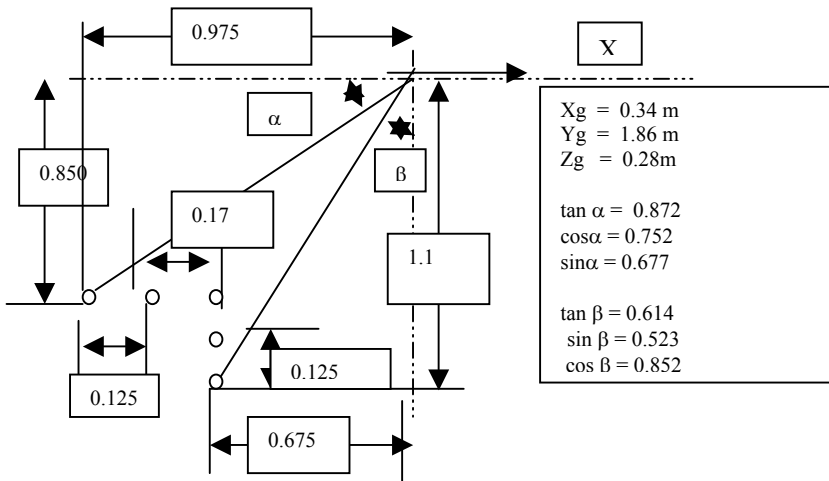 0.975
X
α
0.850
ß
0.17
1.1
0.125
0.125
0.675
Xg = 0.34 m
Yg = 1.86 m
Zg = 0.28m
tan α = 0.872
cosα = 0.752
sinα = 0.677
tan β = 0.614
sin β = 0.523
cos ß = 0.852